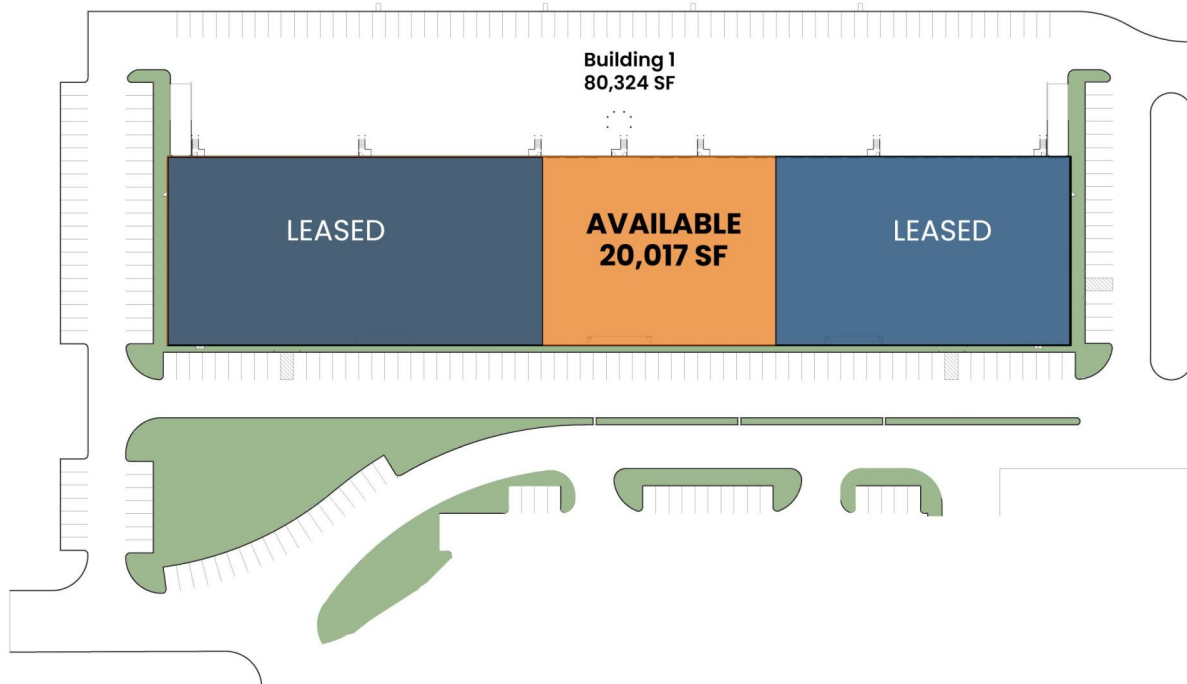 Building 1
80,324 SF
LEASED
AVAILABLE
20,017 SF
LEASED